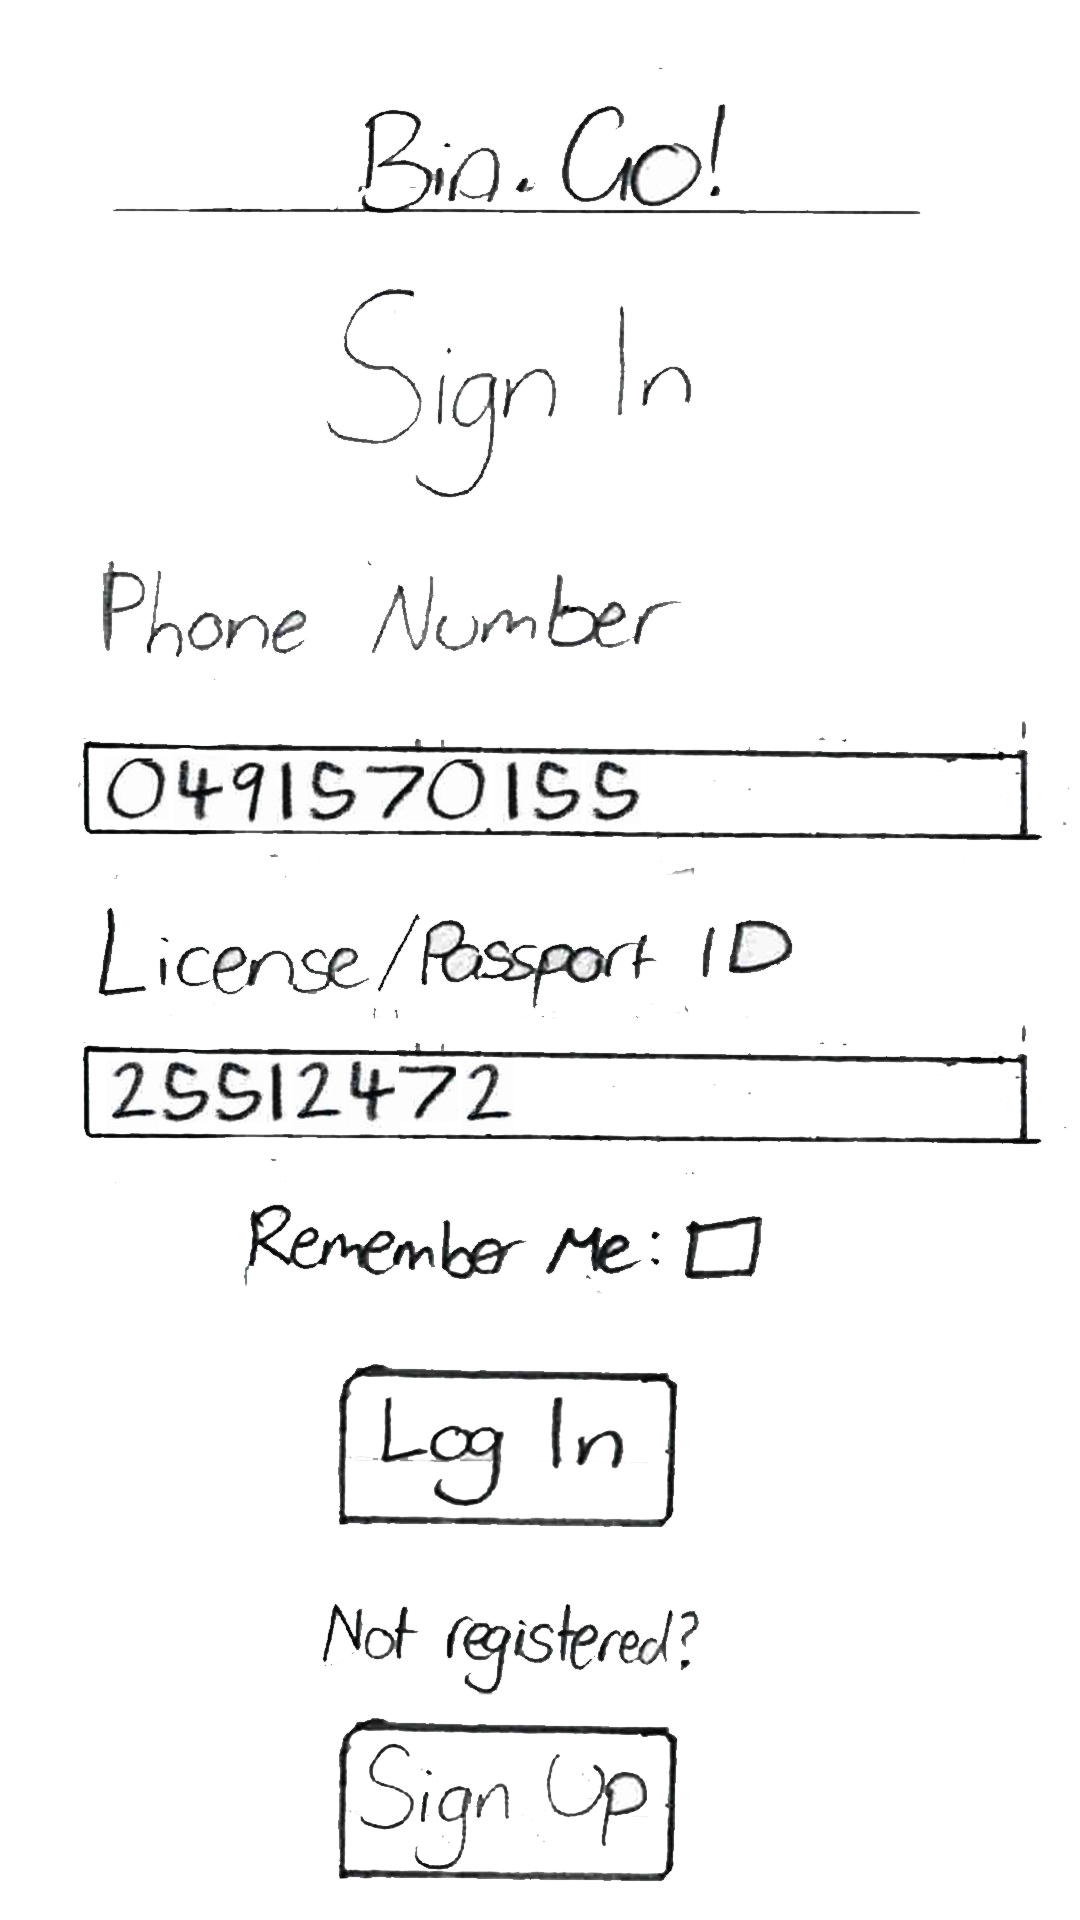 Bin.Go!
Sign In
Phone Number
0491570155
License/Passport ID
25512472
Remember Me:
Log In
Not registered?
Sign Up